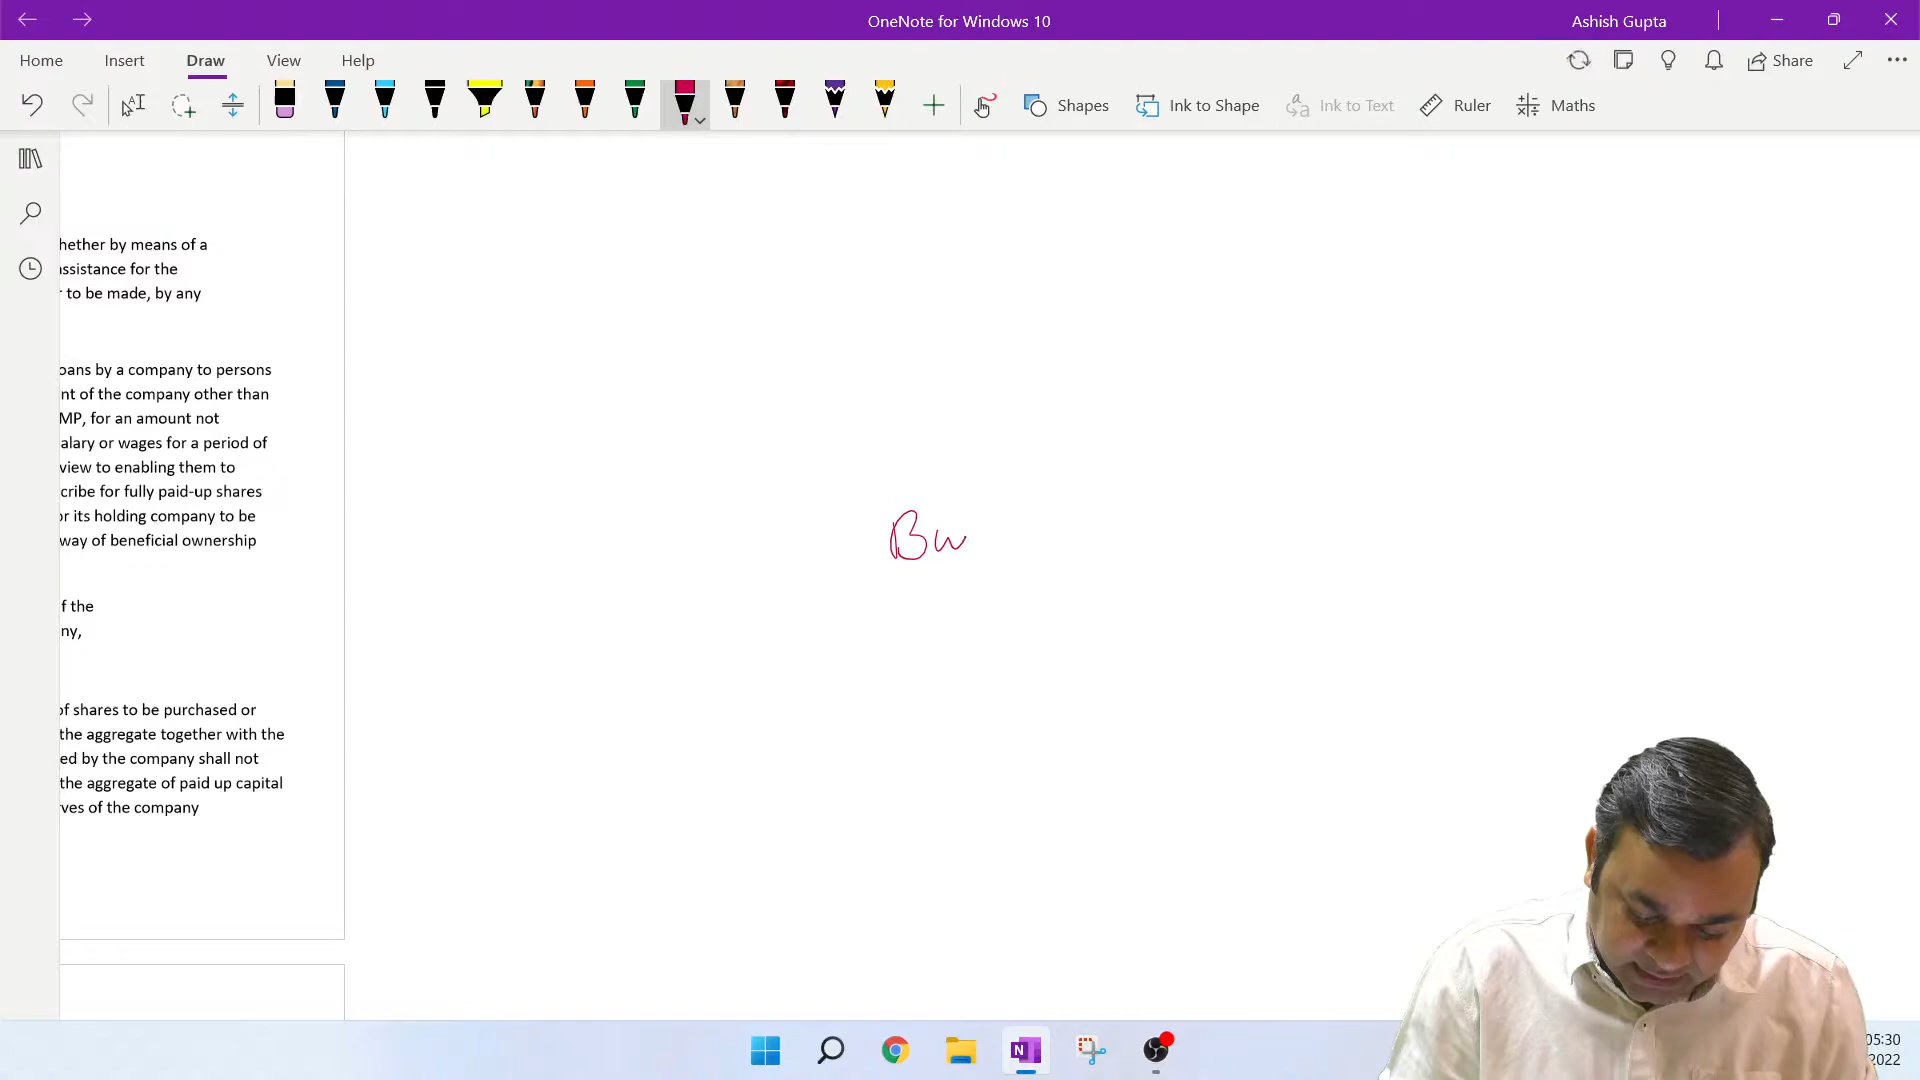 OneNote for Windows 10
Ashish Gupta
Home Insert Draw View Help
Share
Shapes
Ink to Shape
Ink to Text
Ruler
Maths
hether by means of a
ssistance for the
r to be made, by any
oans by a company to persons
nt of the company other than
MP, for an amount not
alary or wages for a period of
view to enabling them to
cribe for fully paid-up shares
or its holding company to be
way of beneficial ownership
f the
ny,
of shares to be purchased or
the aggregate together with the
ed by the company shall not
the aggregate of paid up capital
rves of the company
05:30
2022